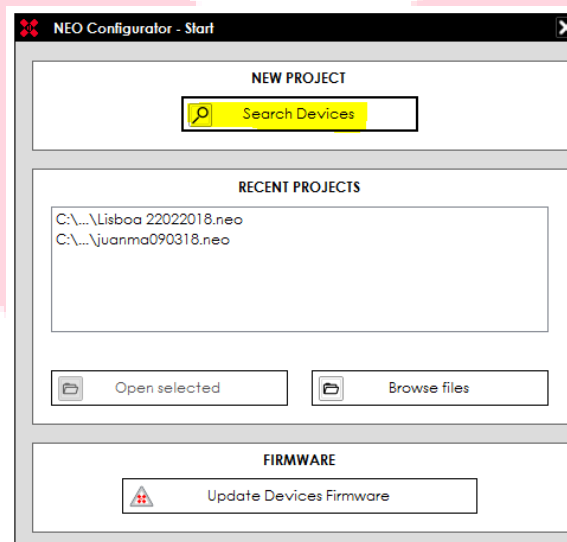 NEO Configurator - Start
NEW PROJECT
Search Devices
RECENT PROJECTS
C:\...\Lisboa 22022018.neo
C:\...\juanma090318.neo
Open selected
Browse files
FIRMWARE
Update Devices Firmware